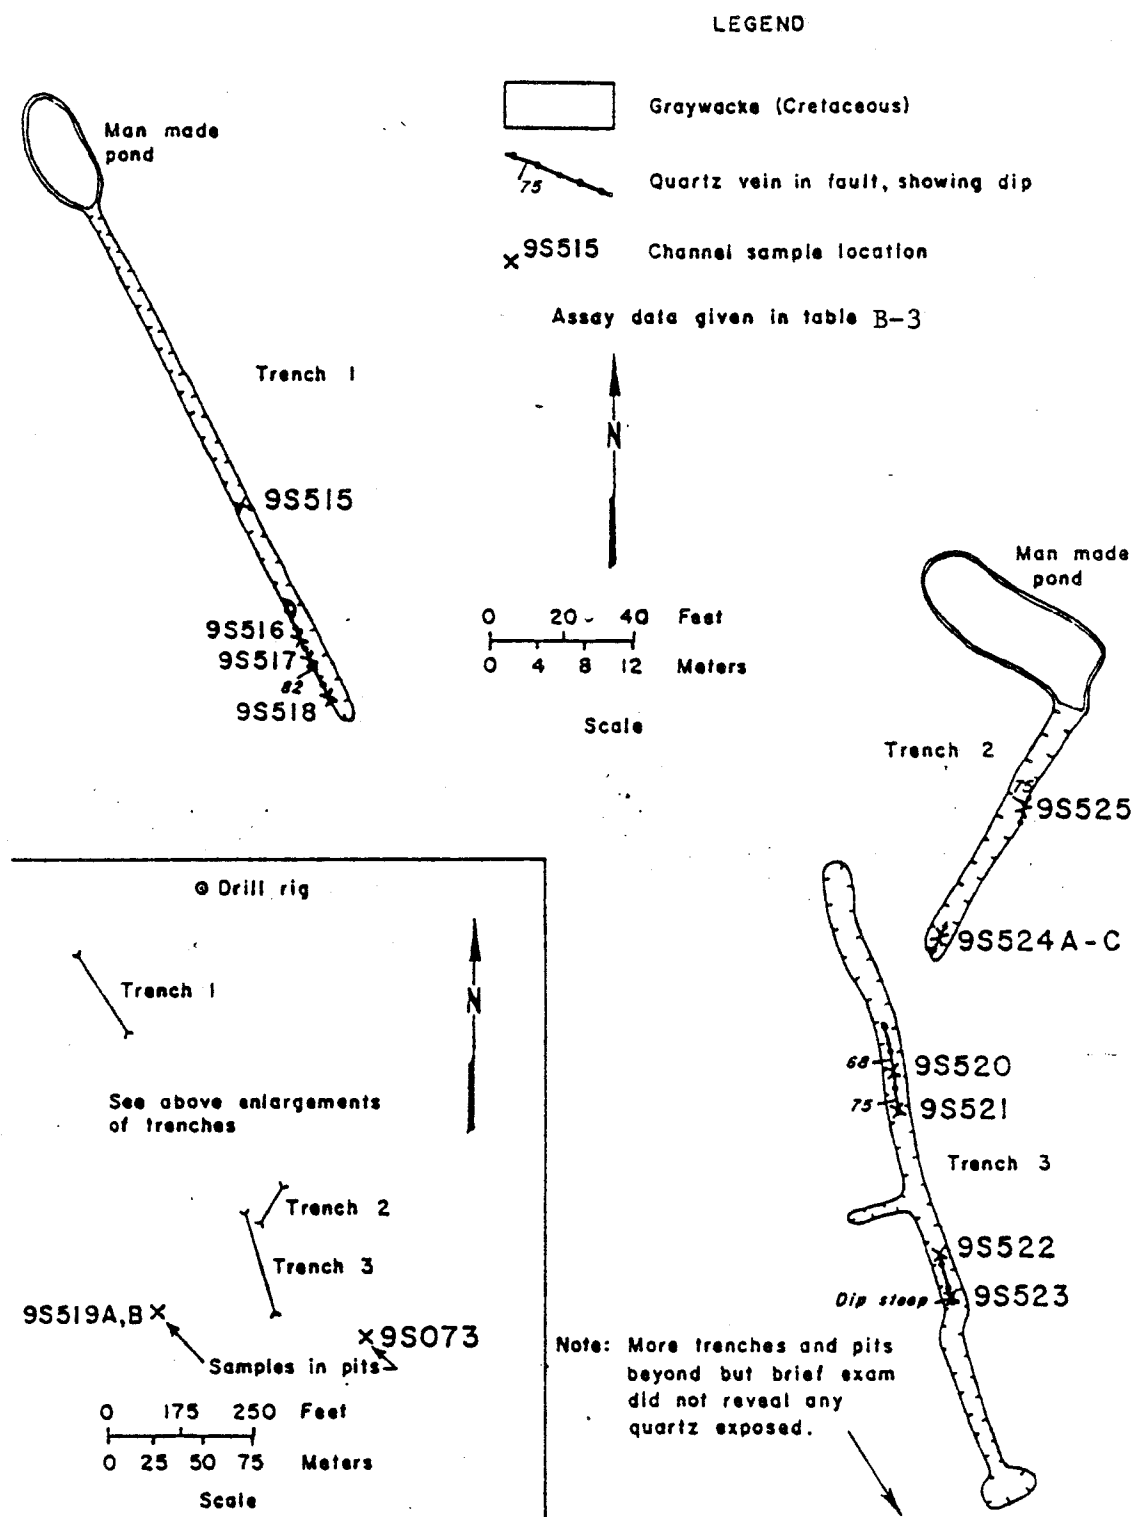 LEGEND
Graywacke (Cretaceous)
75
Quartz vein in fault, showing dip
9S515
Channel sample location
Assay data given in table B-3
Man made
pond
Trench 1
N
9S515
9S516
9S517
82
9S518
0 20 40 Feet
0 4 8 12 Meters
Scale
Man made
pond
Trench 2
75
9S525
9S524A-C
68
9S520
75
9S521
Trench 3
9S522
Dip steep
9S523
Note: More trenches and pits
beyond but brief exam
did not reveal any
quartz exposed.
Drill rig
Trench 1
N
See above enlargements
of trenches
Trench 2
Trench 3
9S519A,B
9S073
Samples in pits
0 175 250 Feet
0 25 50 75 Meters
Scale